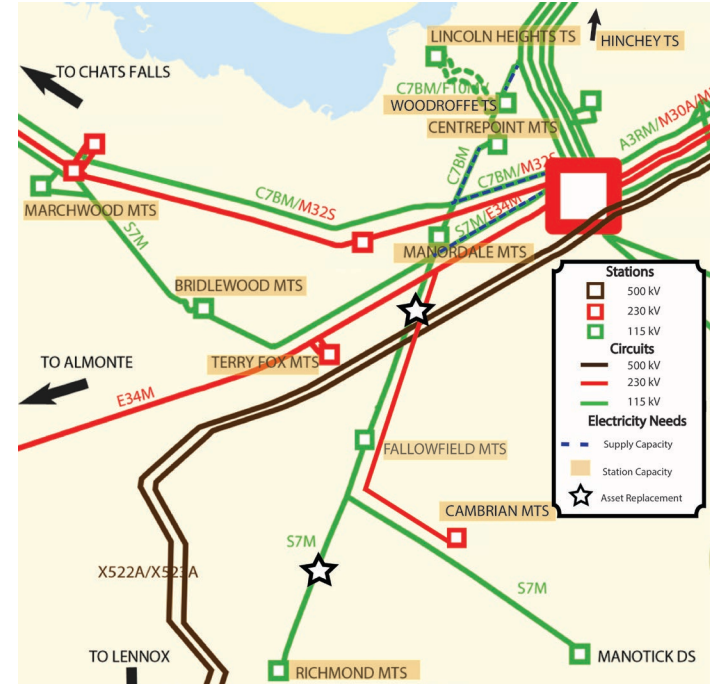 LINCOLN HEIGHTS TS
HINCHEY TS
TO CHATS FALLS
C7BM/F10M
WOODROFFE TS
CENTREPOINT MTS
A3RM/M30A/M
C7BM
C7BM/M32S
C7BM/M32S
MARCHWOOD MTS
S7M
S7M/E34M
MANORDALE MTS
BRIDLEWOOD MTS
Stations
500 kV
230 kV
115 kV
Circuits
500 kV
230 kV
115 kV
Electricity Needs
Supply Capacity
Station Capacity
Asset Replacement
TO ALMONTE
TERRY FOX MTS
E34M
FALLOWFIELD MTS
CAMBRIAN MTS
S7M
X522A/X523A
S7M
TO LENNOX
RICHMOND MTS
MANOTICK DS